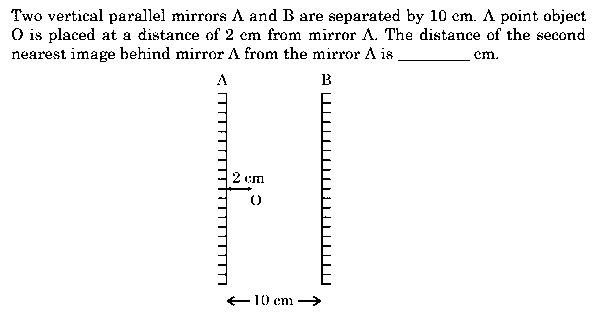 Two vertical parallel mirrors A and B are separated by 10 cm. A point object
O is placed at a distance of 2 cm from mirror A. The distance of the second
nearest image behind mirror A from the mirror A is _________ cm.
A B
2 cm
O
10 cm